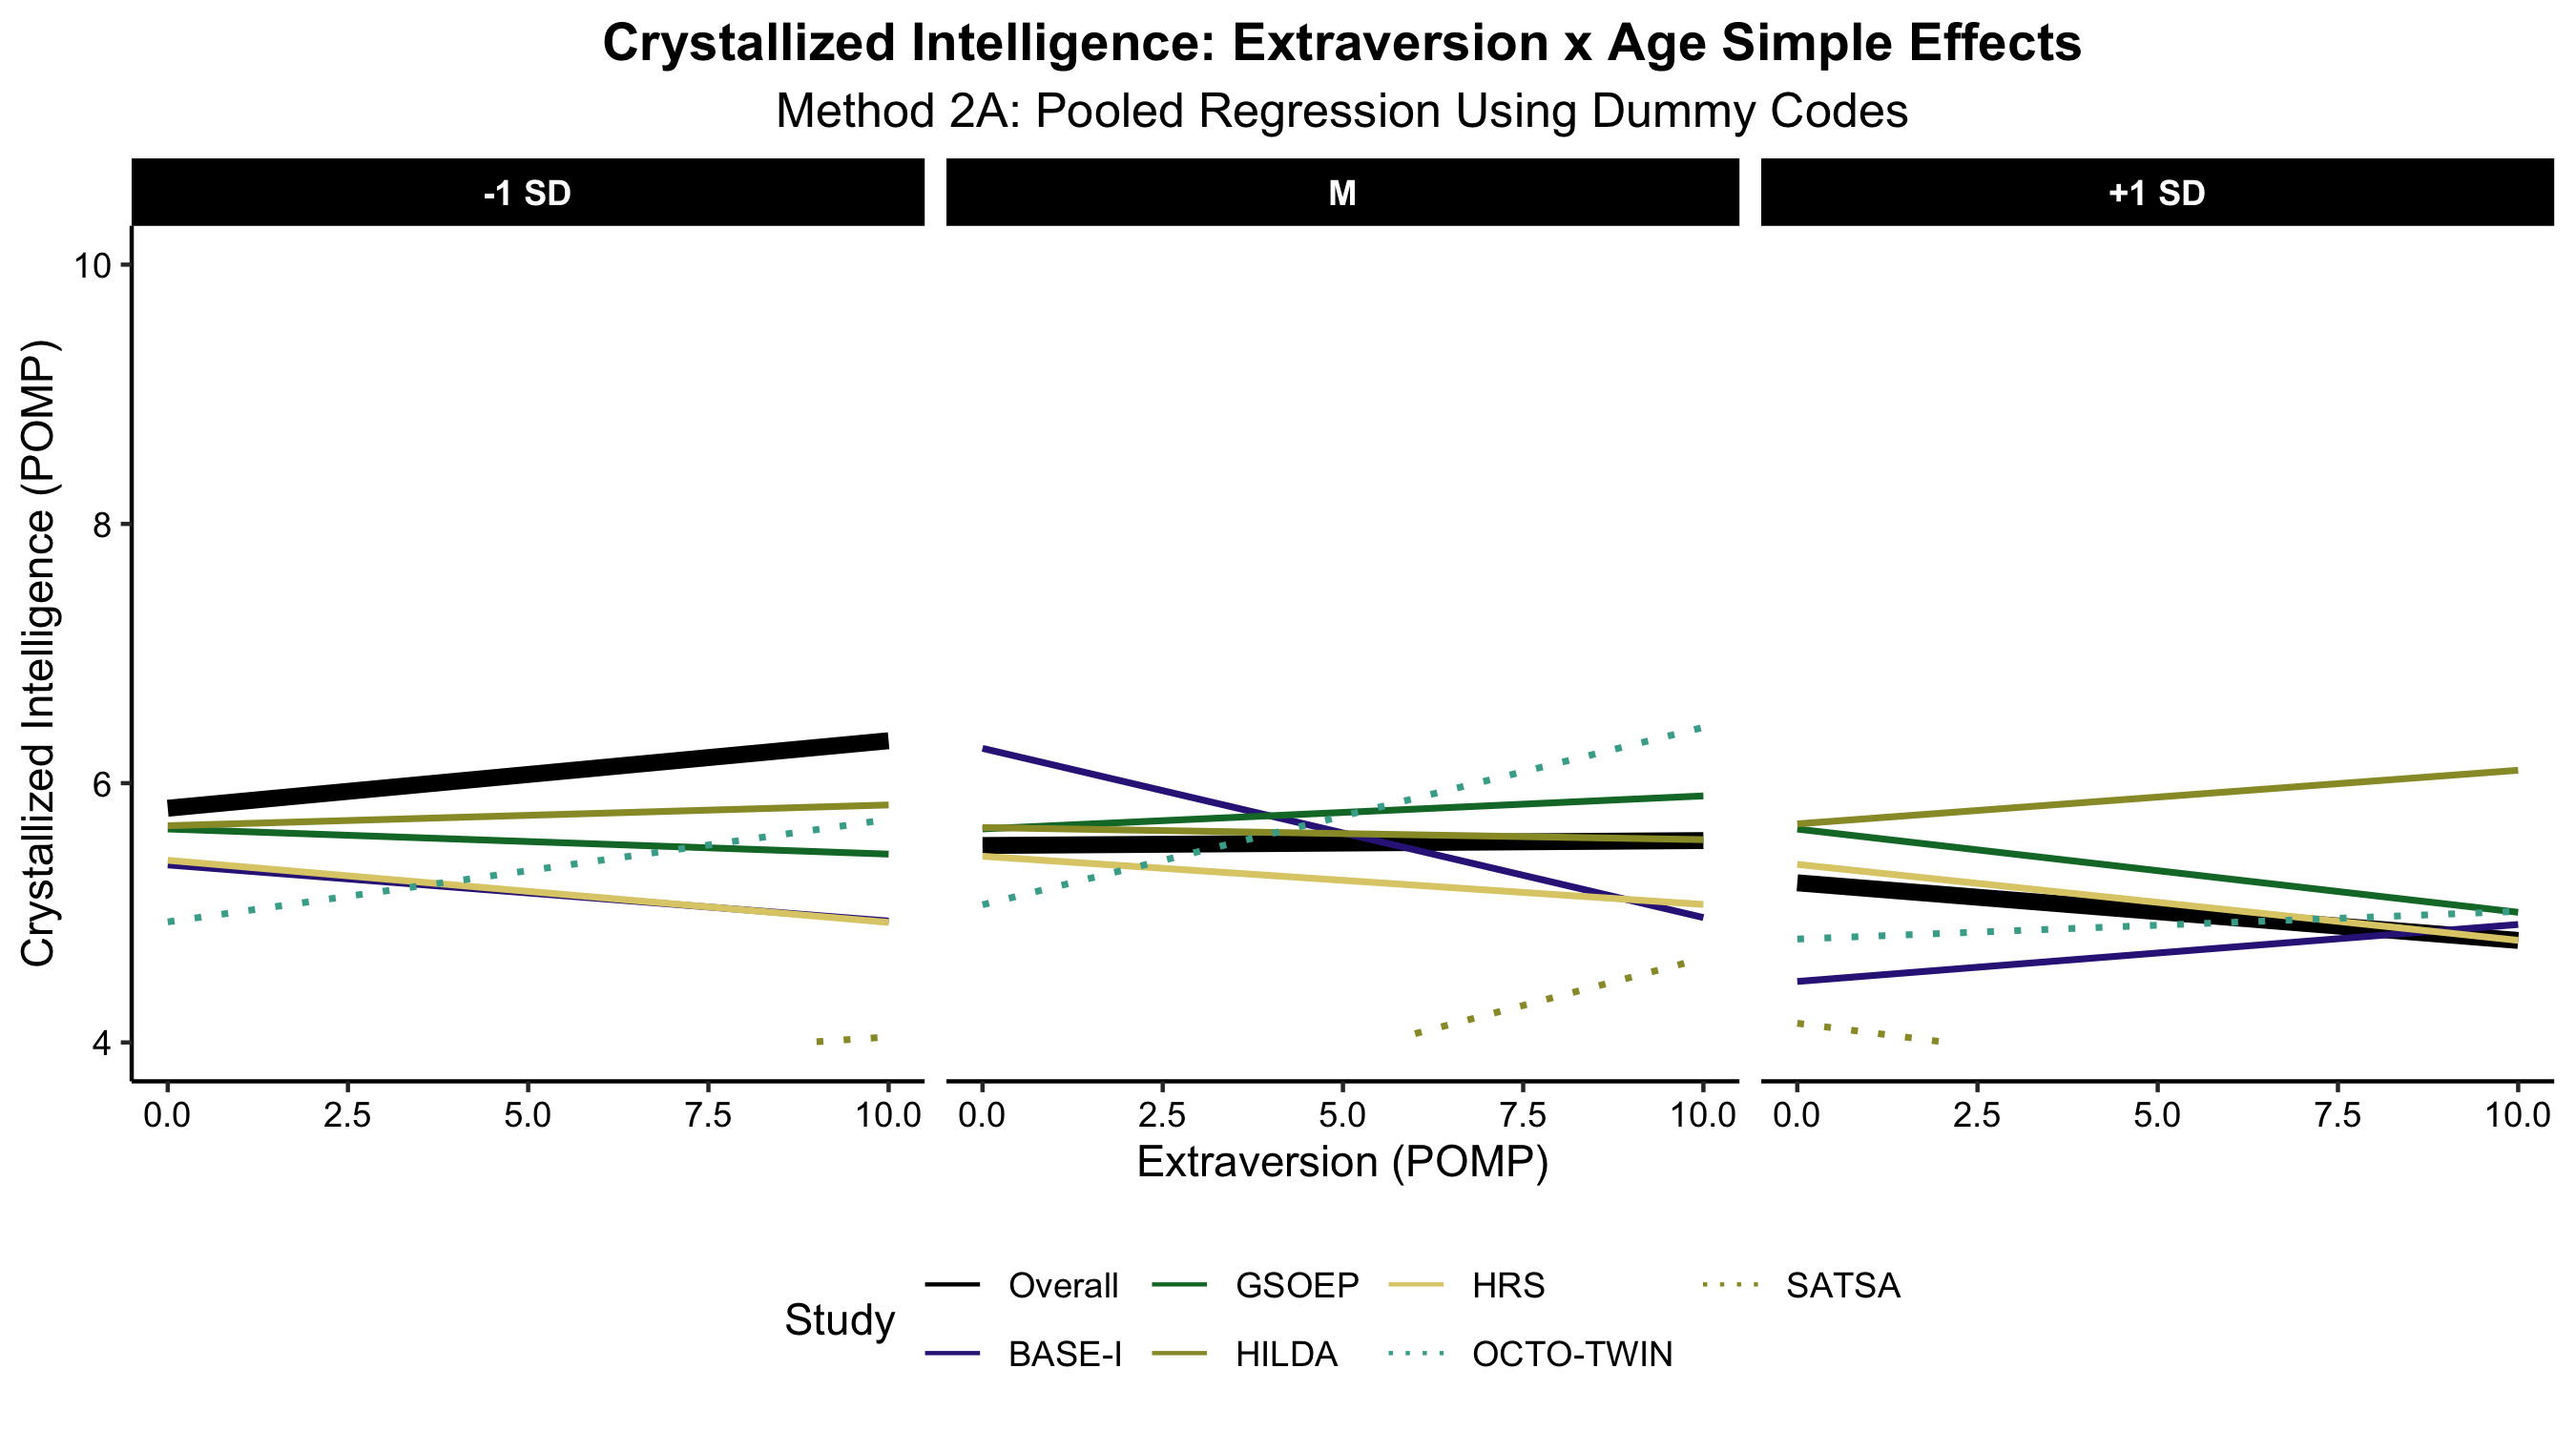 Crystallized Intelligence: Extraversion x Age Simple Effects
Method 2A: Pooled Regression Using Dummy Codes
-1 SD
M
+1 SD
Crystallized Intelligence (POMP)
10
8
6
4
0.0 2.5 5.0 7.5 10.0 0.0 2.5 5.0 7.5 10.0 0.0 2.5 5.0 7.5 10.0
Extraversion (POMP)
Study
Overall GSOEP HRS SATSA
BASE-I HILDA OCTO-TWIN